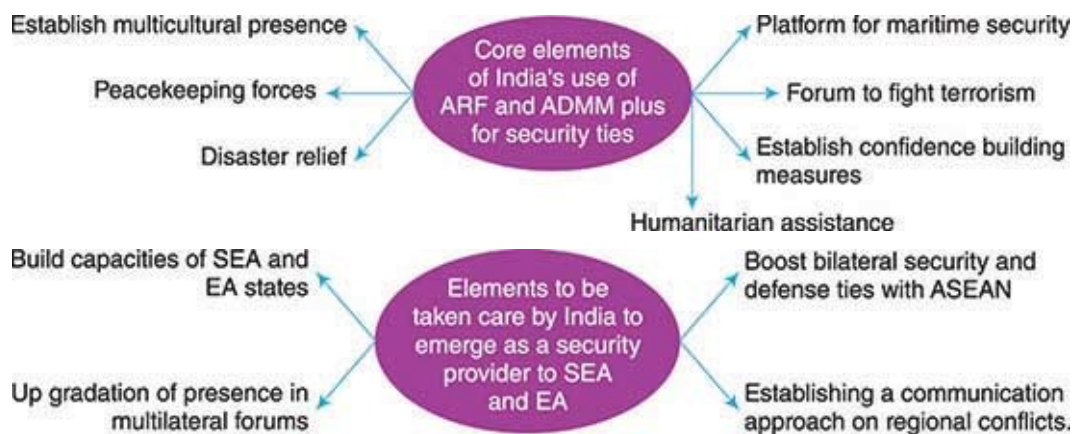 Establish multicultural presence
Peacekeeping forces
Disaster relief
Core elements
of India's use of
ARF and ADMM plus
for security ties
Platform for maritime security
Forum to fight terrorism
Establish confidence building
measures
Humanitarian assistance
Build capacities of SEA and
EA states
Up gradation of presence in
multilateral forums
Elements to be
taken care by India to
emerge as a security
provider to SEA
and EA
Boost bilateral security and
defense ties with ASEAN
Establishing a communication
approach on regional conflicts.